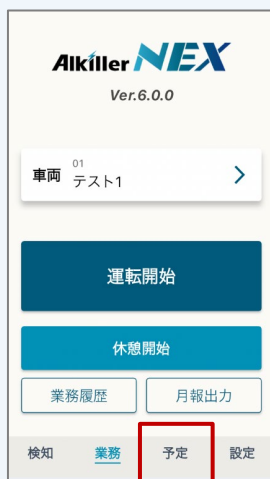 Alkiller NEX
Ver.6.0.0
01
車両 テスト1
運転開始
休憩開始
業務履歴 月報出力
検知 業務 予定 設定